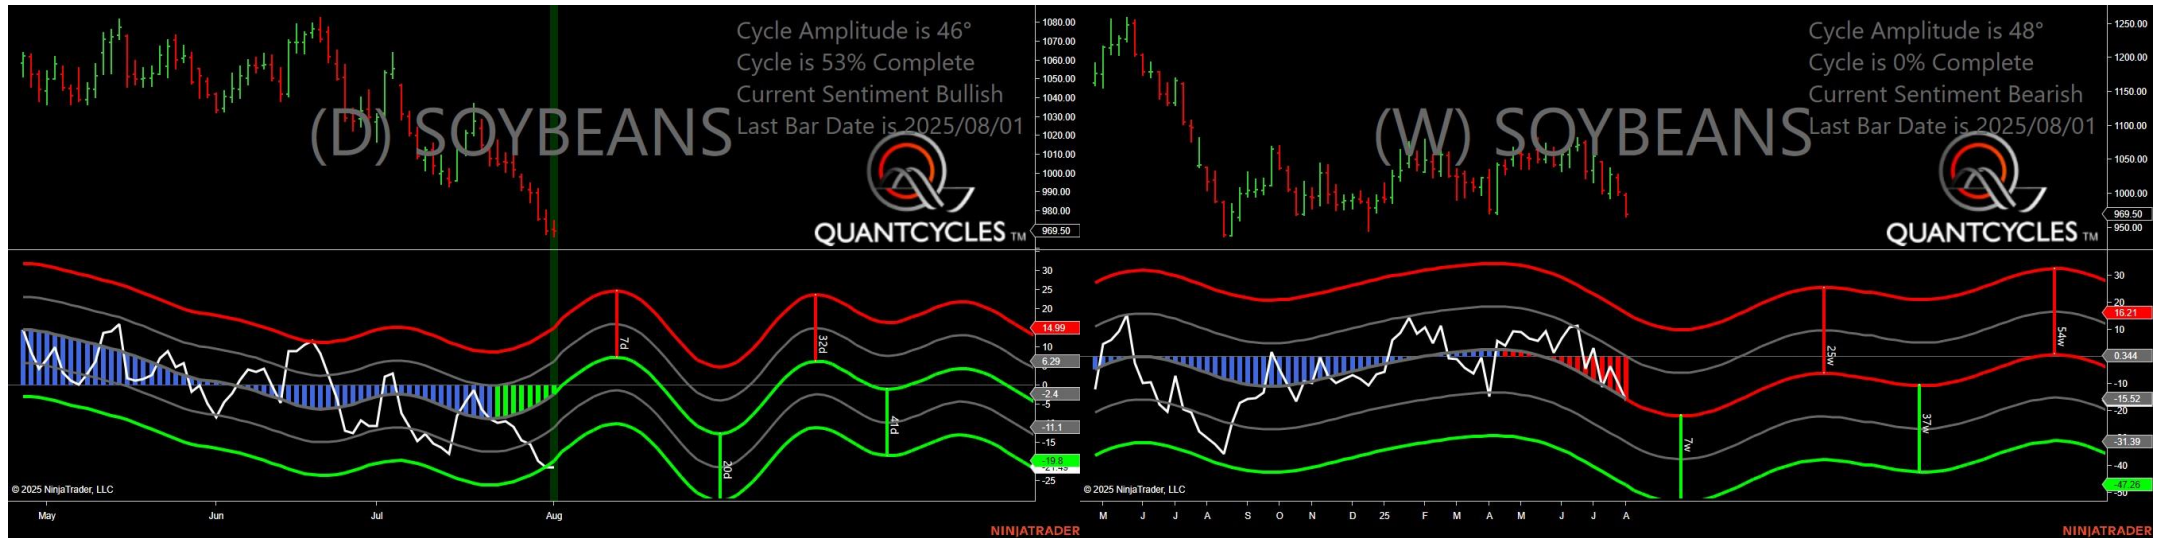 Cycle Amplitude is 46°
Cycle is 53% Complete
Current Sentiment Bullish
Last Bar Date is 2025/08/01
(D) SOYBEANS
QUANTCYCLES TM
1080.00
1070.00
1060.00
1050.00
1040.00
1030.00
1020.00
1010.00
1000.00
990.00
980.00
969.50
30
25
20
14.99
10
6.29
0
-2.4
-5
-11.1
-15
-19.8
-25
7d
20d
32d
41d
© 2025 NinjaTrader, LLC
May Jun Jul Aug
NINJATRADER
Cycle Amplitude is 48°
Cycle is 0% Complete
Current Sentiment Bearish
Last Bar Date is 2025/08/01
(W) SOYBEANS
QUANTCYCLES TM
1250.00
1200.00
1150.00
1100.00
1050.00
1000.00
969.50
950.00
30
20
16.21
10
0.344
-10
-15.52
-20
-31.39
-40
-47.26
-50
7w
25w
37w
54w
© 2025 NinjaTrader, LLC
M J J A S O N D 25 F M A M J J A
NINJATRADER